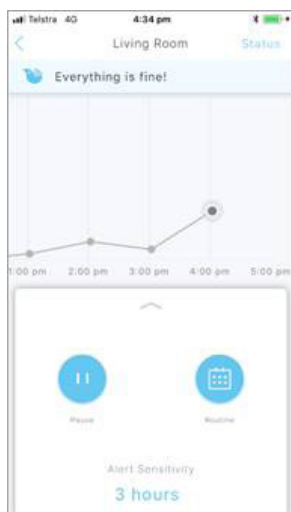 Telstra 4G 4:34 pm
Living Room Status
Everything is fine!
1:00 pm 2:00 pm 3:00 pm 4:00 pm 5:00 pm
Pause Routine
Alert Sensitivity
3 hours